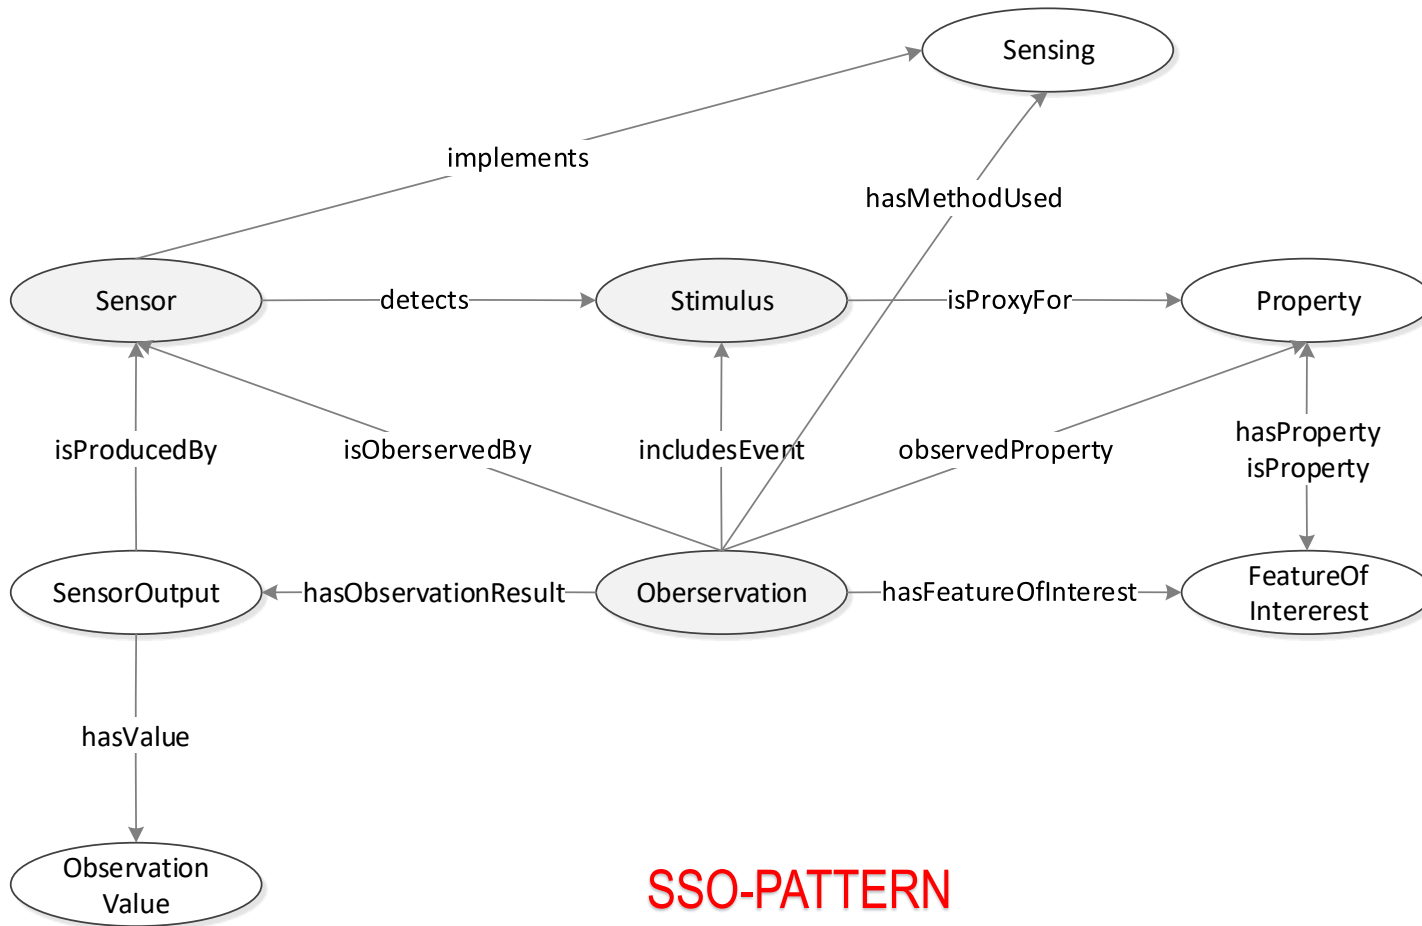 Sensing
implements
hasMethodUsed
Sensor
detects
Stimulus
isProxyFor
Property
isProducedBy
isOberservedBy
includesEvent
observedProperty
hasProperty
isProperty
SensorOutput
hasObservationResult
Oberservation
hasFeatureOfInterest
FeatureOf
Intererest
hasValue
Observation
Value
SSO-PATTERN